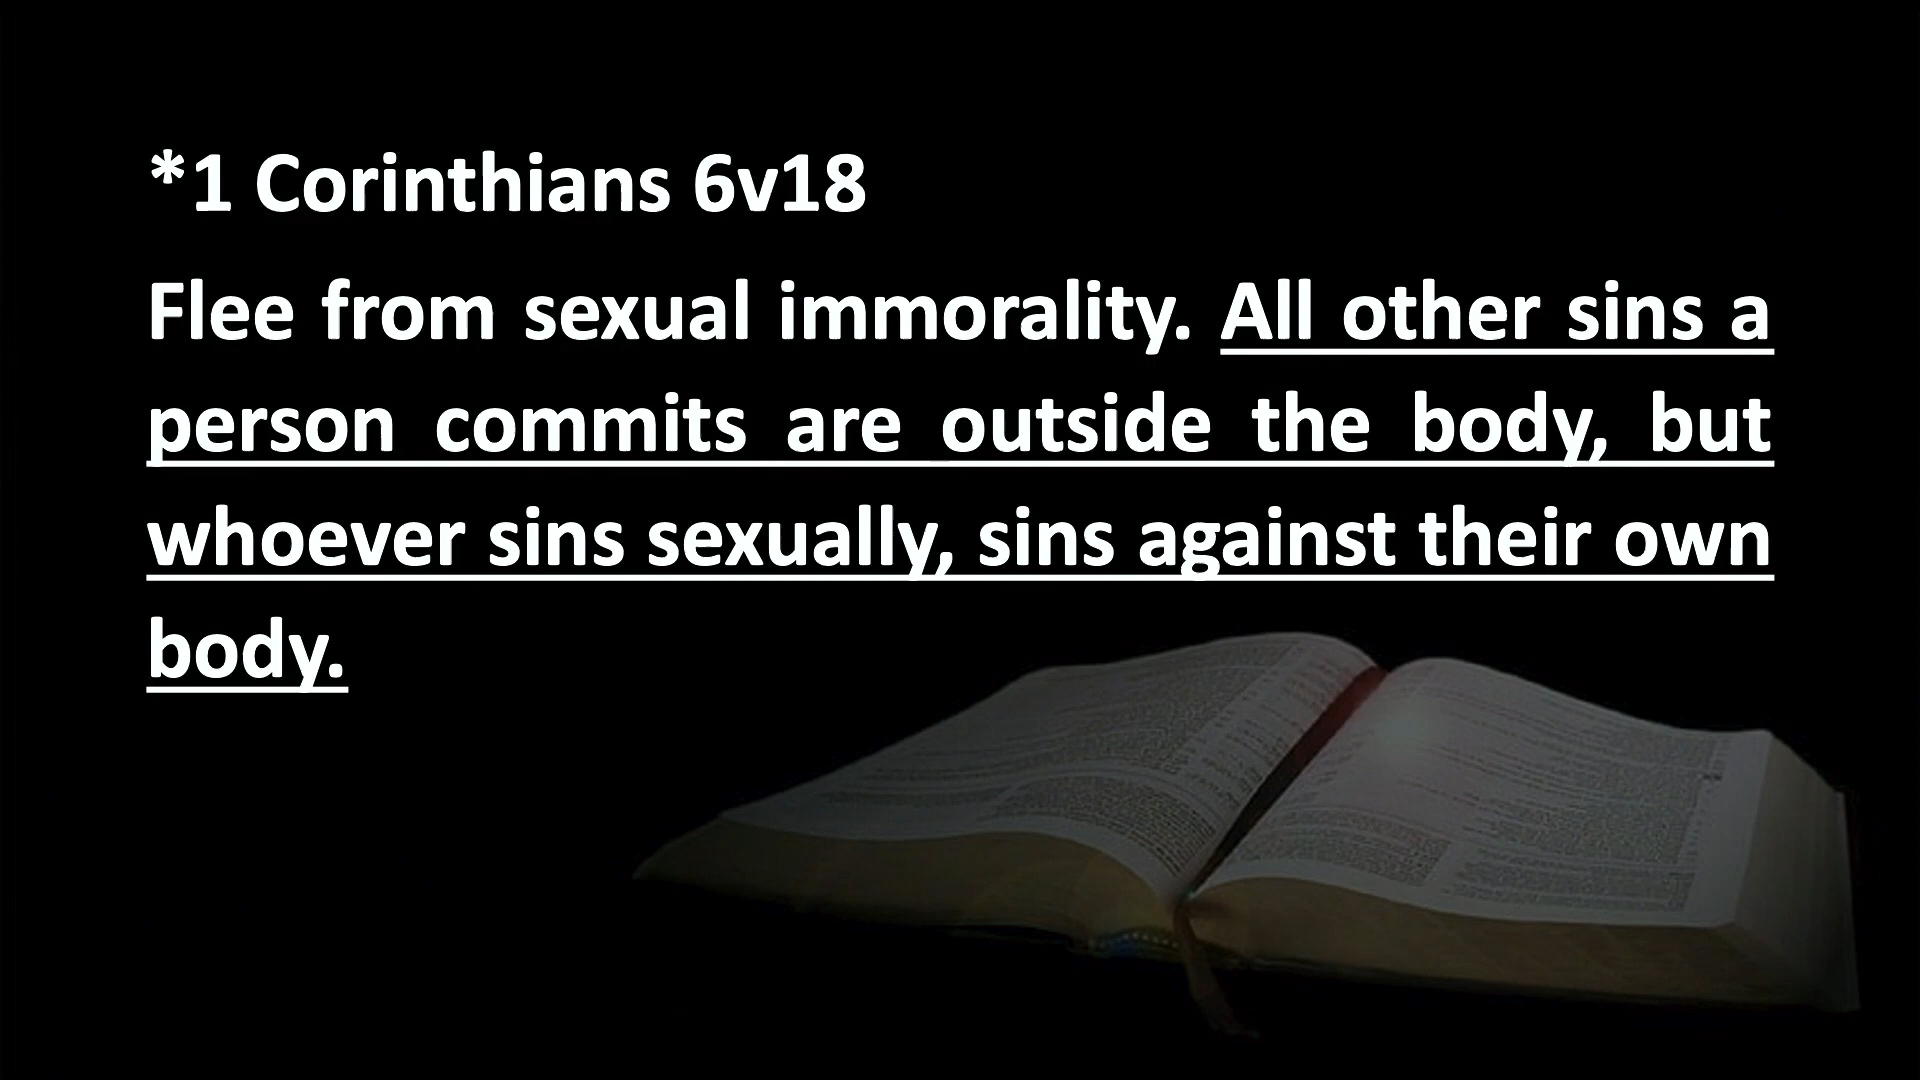 *1 Corinthians 6v18
Flee from sexual immorality. All other sins a
person commits are outside the body, but
whoever sins sexually, sins against their own
body.